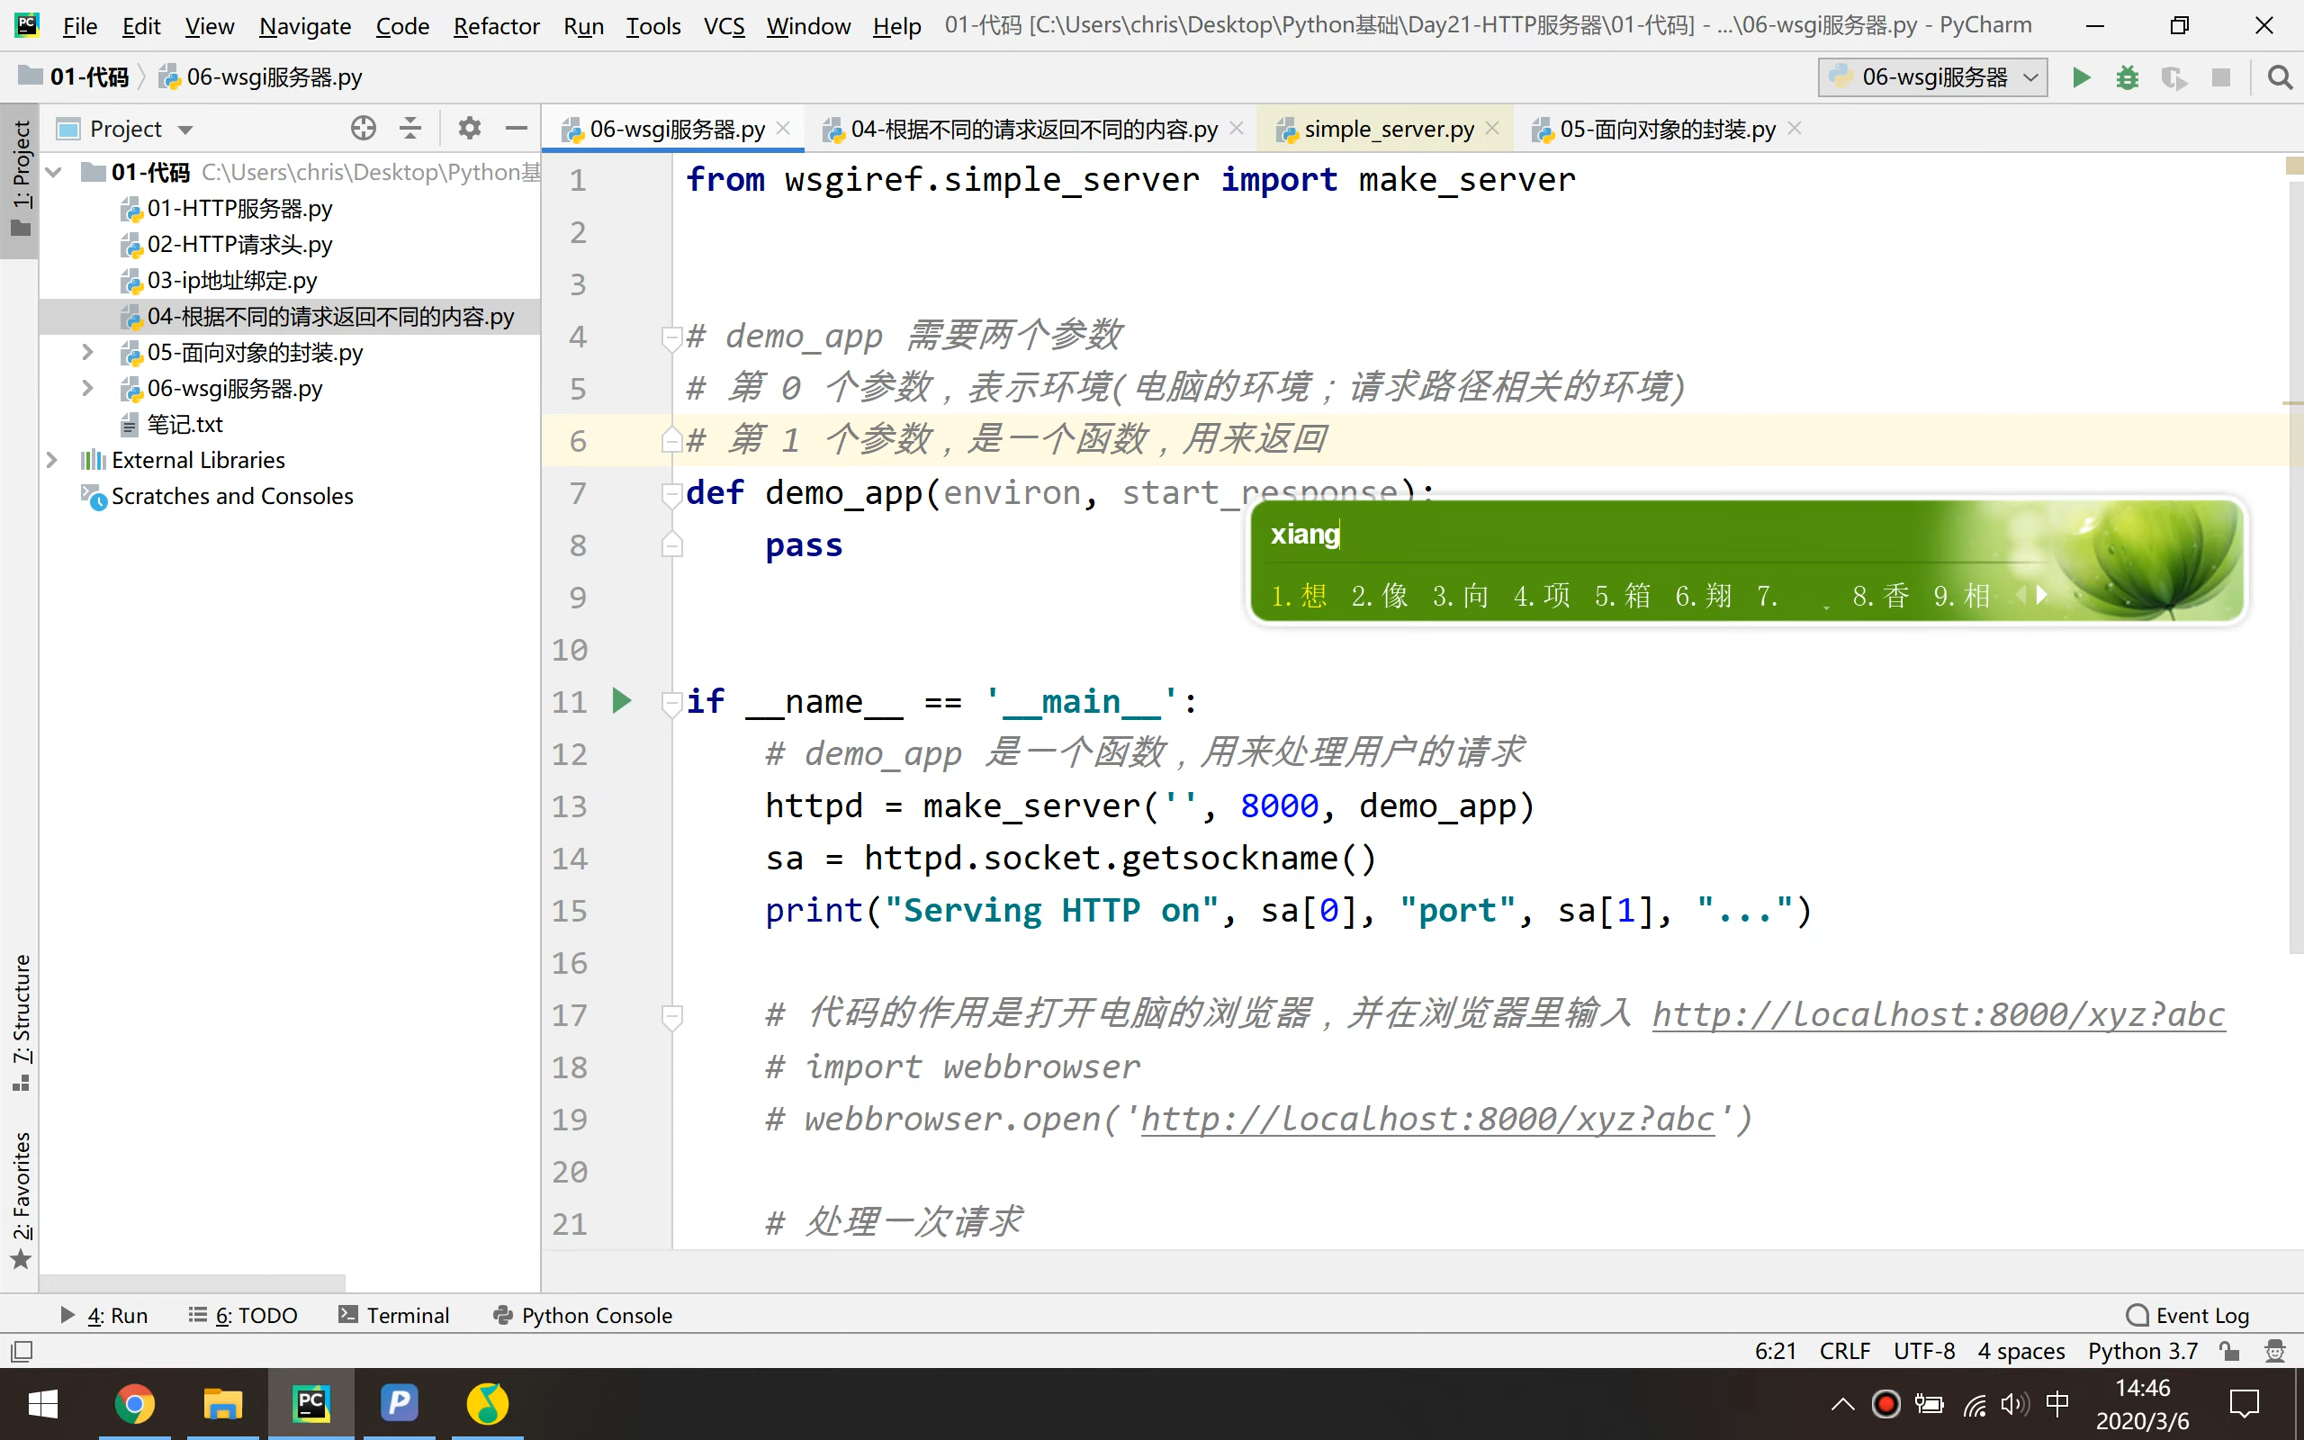 File Edit View Navigate Code Refactor Run Tools VCS Window Help 01-代码 [C:\Users\chris\Desktop\Python基础\Day21-HTTP服务器\01-代码] - ...\06-wsgi服务器.py - PyCharm
01-代码 06-wsgi服务器.py 06-wsgi服务器
1: Project
Project
06-wsgi服务器.py 04-根据不同的请求返回不同的内容.py simple_server.py 05-面向对象的封装.py
01-代码 C:\Users\chris\Desktop\Python基
01-HTTP服务器.py
02-HTTP请求头.py
03-ip地址绑定.py
04-根据不同的请求返回不同的内容.py
05-面向对象的封装.py
06-wsgi服务器.py
笔记.txt
External Libraries
Scratches and Consoles
1 from wsgiref.simple_server import make_server
2
3
4 # demo_app 需要两个参数
5 # 第 0 个参数，表示环境(电脑的环境；请求路径相关的环境)
6 # 第 1 个参数，是一个函数，用来返回
7 def demo_app(environ, start_response):
8 pass
9
10
11 if __name__ == '__main__':
12 # demo_app 是一个函数，用来处理用户的请求
13 httpd = make_server('', 8000, demo_app)
14 sa = httpd.socket.getsockname()
15 print("Serving HTTP on", sa[0], "port", sa[1], "...")
16
17 # 代码的作用是打开电脑的浏览器，并在浏览器里输入 http://localhost:8000/xyz?abc
18 # import webbrowser
19 # webbrowser.open('http://localhost:8000/xyz?abc')
20
21 # 处理一次请求
xiang
1.想 2.像 3.向 4.项 5.箱 6.翔 7. 8.香 9.相
7: Structure
2: Favorites
4: Run 6: TODO Terminal Python Console Event Log
6:21 CRLF UTF-8 4 spaces Python 3.7
中 14:46
2020/3/6